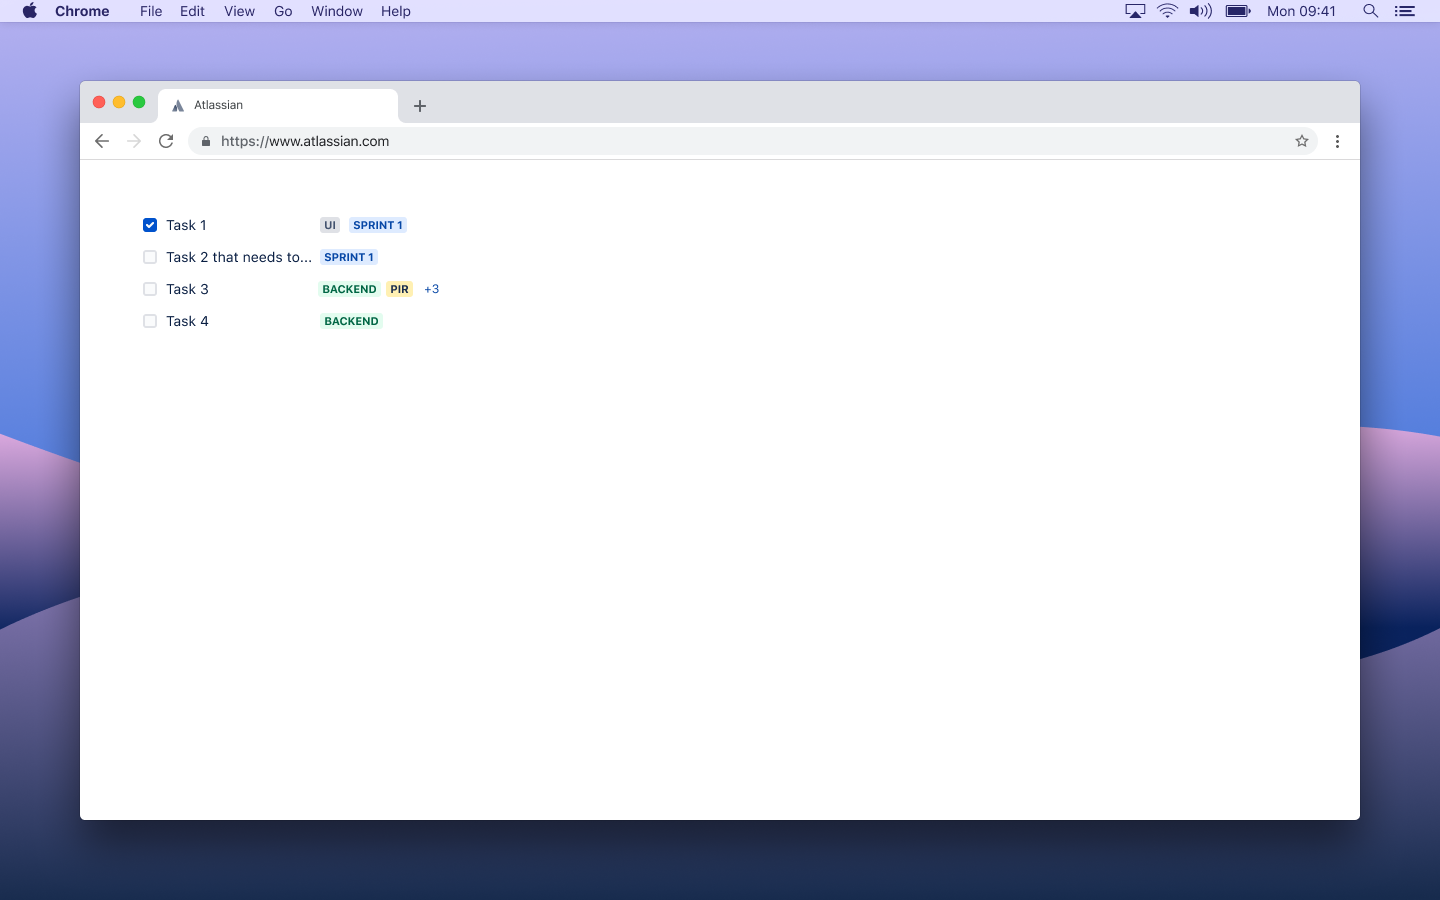 Chrome File Edit View Go Window Help Mon 09:41
Atlassian
https://www.atlassian.com
Task 1 UI SPRINT 1
Task 2 that needs to... SPRINT 1
Task 3 BACKEND PIR +3
Task 4 BACKEND